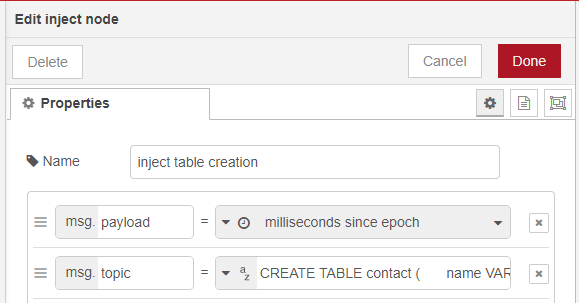 Edit inject node
Delete
Cancel
Done
Properties
Name
inject table creation
msg. payload = milliseconds since epoch
msg. topic = az CREATE TABLE contact ( name VAR